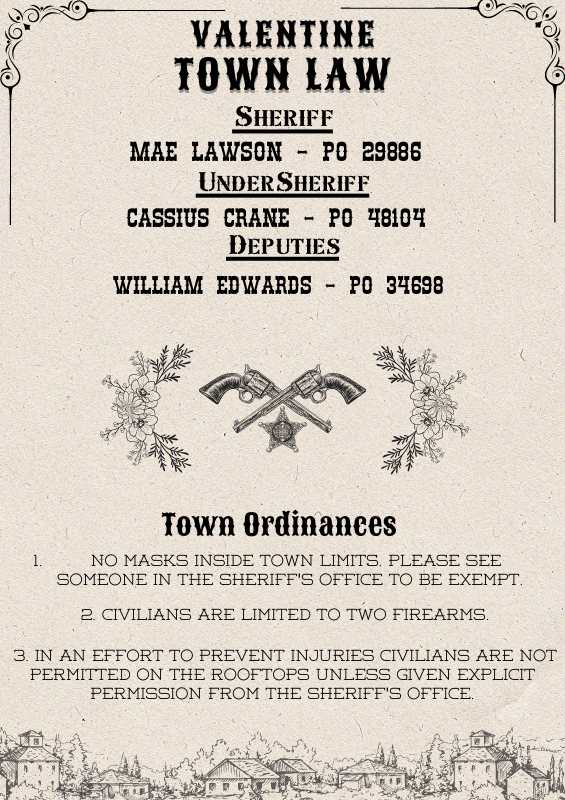 VALENTINE
TOWN LAW
SHERIFF
MAE LAWSON - PO 29886
UNDERSHERIFF
CASSIUS CRANE - PO 48104
DEPUTIES
WILLIAM EDWARDS - PO 34698
Town Ordinances
1. NO MASKS INSIDE TOWN LIMITS. PLEASE SEE
SOMEONE IN THE SHERIFF'S OFFICE TO BE EXEMPT.
2. CIVILIANS ARE LIMITED TO TWO FIREARMS.
3. IN AN EFFORT TO PREVENT INJURIES CIVILIANS ARE NOT
PERMITTED ON THE ROOFTOPS UNLESS GIVEN EXPLICIT
PERMISSION FROM THE SHERIFF'S OFFICE.